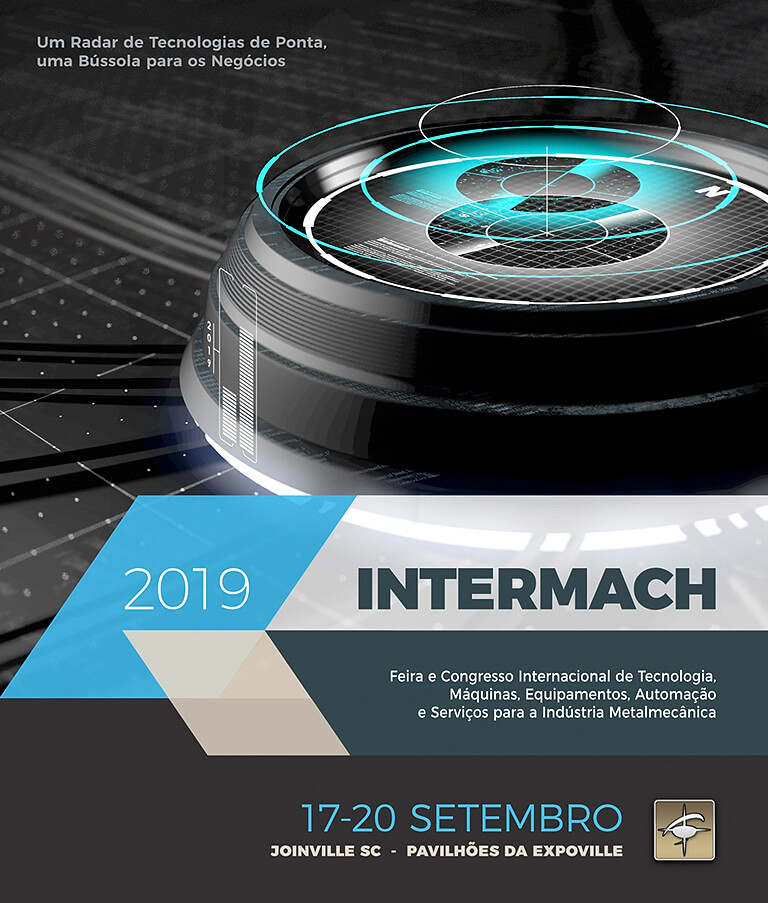 Um Radar de Tecnologias de Ponta,
uma Bússola para os Negócios
N
2019
2019
INTERMACH
Feira e Congresso Internacional de Tecnologia,
Máquinas, Equipamentos, Automação
e Serviços para a Indústria Metalmecânica
17-20 SETEMBRO
JOINVILLE SC - PAVILHÕES DA EXPOVILLE